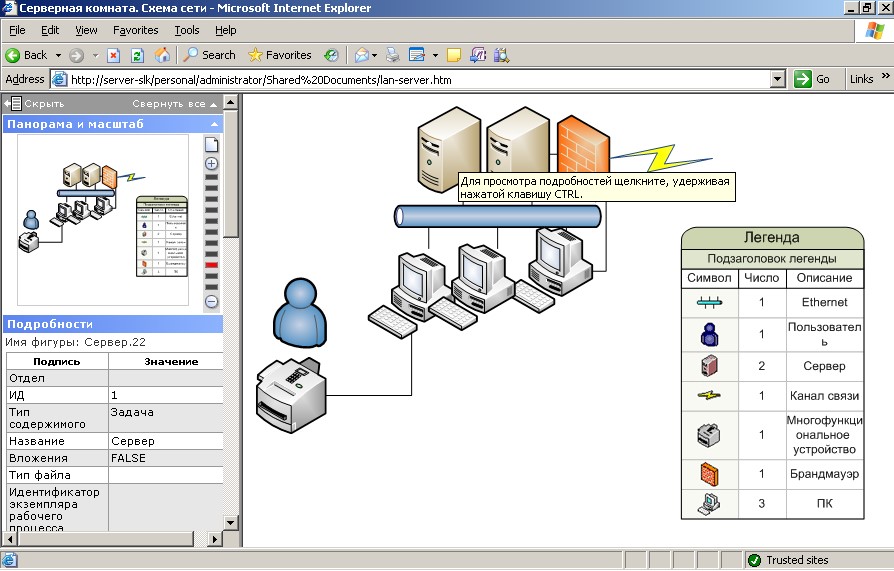 Серверная комната. Схема сети - Microsoft Internet Explorer
File Edit View Favorites Tools Help
Back Search Favorites
Address http://server-slk/personal/administrator/Shared%20Documents/lan-server.htm Go Links »
Скрыть Свернуть все
Панорама и масштаб
Подробности
Имя фигуры: Сервер.22
Подпись Значение
Отдел
ИД 1
Тип Задача
содержимого
Название Сервер
Вложения FALSE
Тип файла
Идентификатор
экземпляра
рабочего
процесса
Для просмотра подробностей щелкните, удерживая
нажатой клавишу CTRL.
Легенда
Подзаголовок легенды
Символ Число Описание
1 Ethernet
1 Пользовател
ь
2 Сервер
1 Канал связи
Многофункци
1 ональное
устройство
1 Брандмауэр
3 ПК
Trusted sites